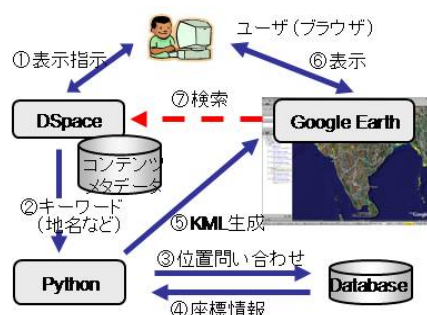 ユーザ(ブラウザ)
①表示指示
⑥表示
⑦検索
DSpace
Google Earth
コンテンツ
メタデータ
②キーワード
(地名など)
⑤KML生成
③位置問い合わせ
Python
Database
④座標情報